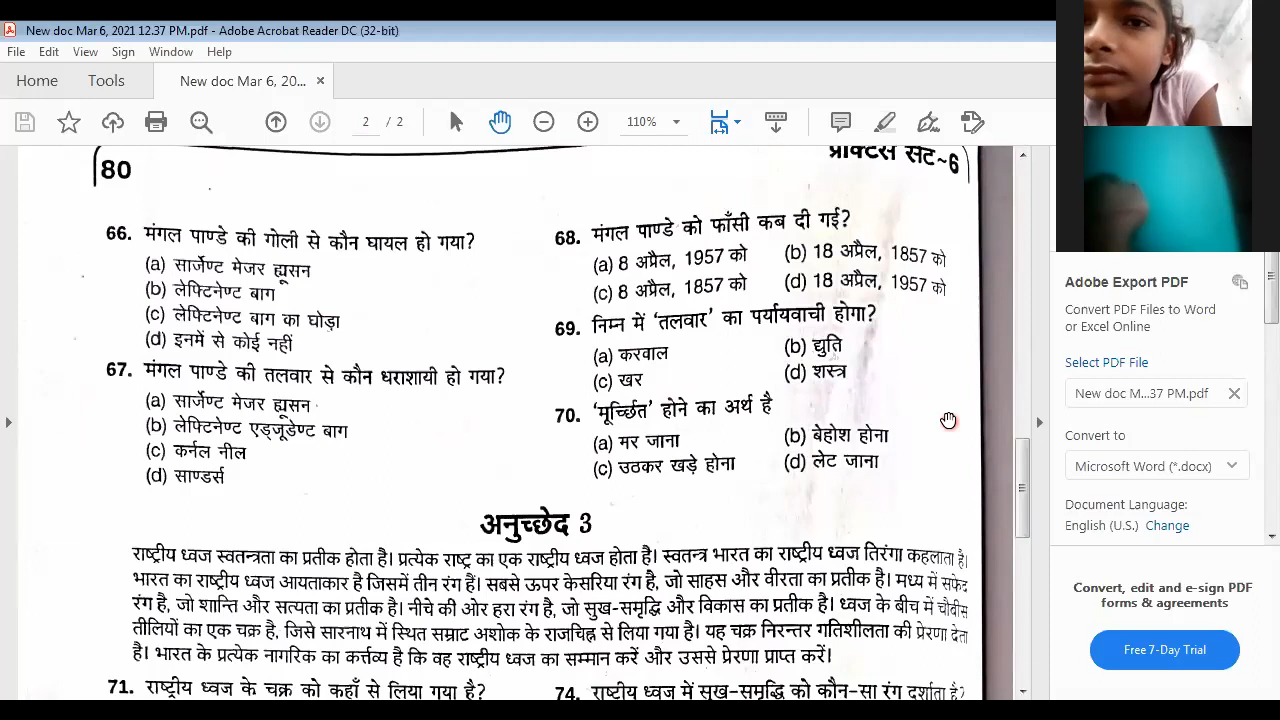 New doc Mar 6, 2021 12.37 PM.pdf - Adobe Acrobat Reader DC (32-bit)
File Edit View Sign Window Help
Home Tools New doc Mar 6, 20... ×
2 / 2 110%
80
प्रैक्टिस सेट~6
66. मंगल पाण्डे की गोली से कौन घायल हो गया?
(a) सार्जेण्ट मेजर ह्यूसन
(b) लेफ्टिनेण्ट बाग
(c) लेफ्टिनेण्ट बाग का घोड़ा
(d) इनमें से कोई नहीं
67. मंगल पाण्डे की तलवार से कौन धराशायी हो गया?
(a) सार्जेण्ट मेजर ह्यूसन
(b) लेफ्टिनेण्ट एड्जूडेण्ट बाग
(c) कर्नल नील
(d) साण्डर्स
68. मंगल पाण्डे को फाँसी कब दी गई?
(a) 8 अप्रैल, 1957 को (b) 18 अप्रैल, 1857 को
(c) 8 अप्रैल, 1857 को (d) 18 अप्रैल, 1957 को
69. निम्न में ‘तलवार’ का पर्यायवाची होगा?
(a) करवाल (b) द्युति
(c) खर (d) शस्त्र
70. ‘मूर्च्छित’ होने का अर्थ है
(a) मर जाना (b) बेहोश होना
(c) उठकर खड़े होना (d) लेट जाना
अनुच्छेद 3
राष्ट्रीय ध्वज स्वतन्त्रता का प्रतीक होता है। प्रत्येक राष्ट्र का एक राष्ट्रीय ध्वज होता है। स्वतन्त्र भारत का राष्ट्रीय ध्वज तिरंगा कहलाता है।
भारत का राष्ट्रीय ध्वज आयताकार है जिसमें तीन रंग हैं। सबसे ऊपर केसरिया रंग है, जो साहस और वीरता का प्रतीक है। मध्य में सफेद
रंग है, जो शान्ति और सत्यता का प्रतीक है। नीचे की ओर हरा रंग है, जो सुख-समृद्धि और विकास का प्रतीक है। ध्वज के बीच में चौबीस
तीलियों का एक चक्र है, जिसे सारनाथ में स्थित सम्राट अशोक के राजचिह्न से लिया गया है। यह चक्र निरन्तर गतिशीलता की प्रेरणा देता
है। भारत के प्रत्येक नागरिक का कर्त्तव्य है कि वह राष्ट्रीय ध्वज का सम्मान करें और उससे प्रेरणा प्राप्त करें।
71. राष्ट्रीय ध्वज के चक्र को कहाँ से लिया गया है?
74. राष्ट्रीय ध्वज में सुख-समृद्धि को कौन-सा रंग दर्शाता है?
Adobe Export PDF
Convert PDF Files to Word
or Excel Online
Select PDF File
New doc M...37 PM.pdf
Convert to
Microsoft Word (*.docx)
Document Language:
English (U.S.) Change
Convert, edit and e-sign PDF
forms & agreements
Free 7-Day Trial